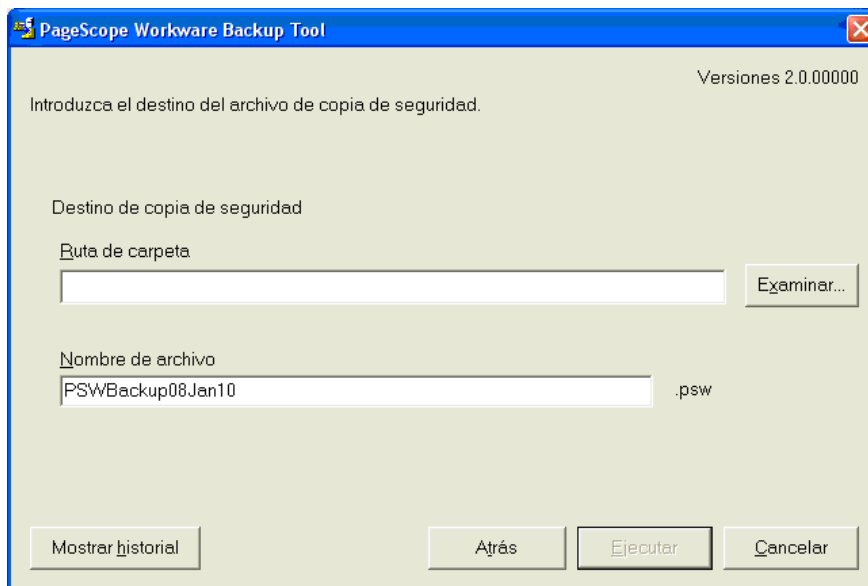 PageScope Workware Backup Tool
Versiones 2.0.00000
Introduzca el destino del archivo de copia de seguridad.
Destino de copia de seguridad
Ruta de carpeta
Examinar...
Nombre de archivo
PSWBackup08Jan10 .psw
Mostrar historial Atrás Ejecutar Cancelar